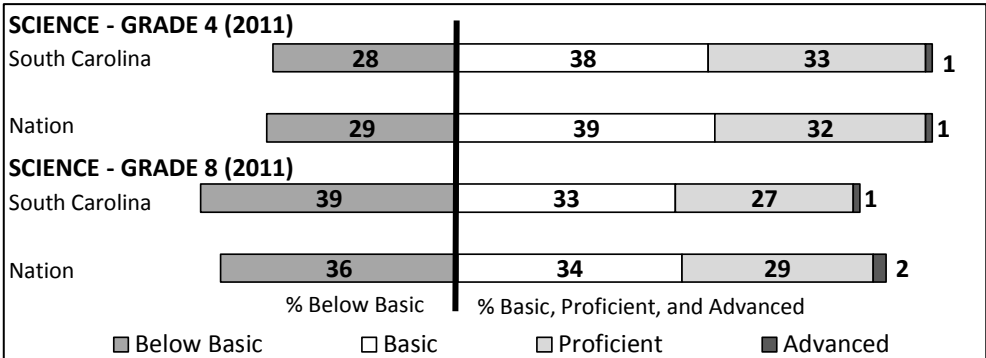 SCIENCE - GRADE 4 (2011)
South Carolina 28 38 33 1
Nation 29 39 32 1
SCIENCE - GRADE 8 (2011)
South Carolina 39 33 27 1
Nation 36 34 29 2
% Below Basic % Basic, Proficient, and Advanced
Below Basic Basic Proficient Advanced